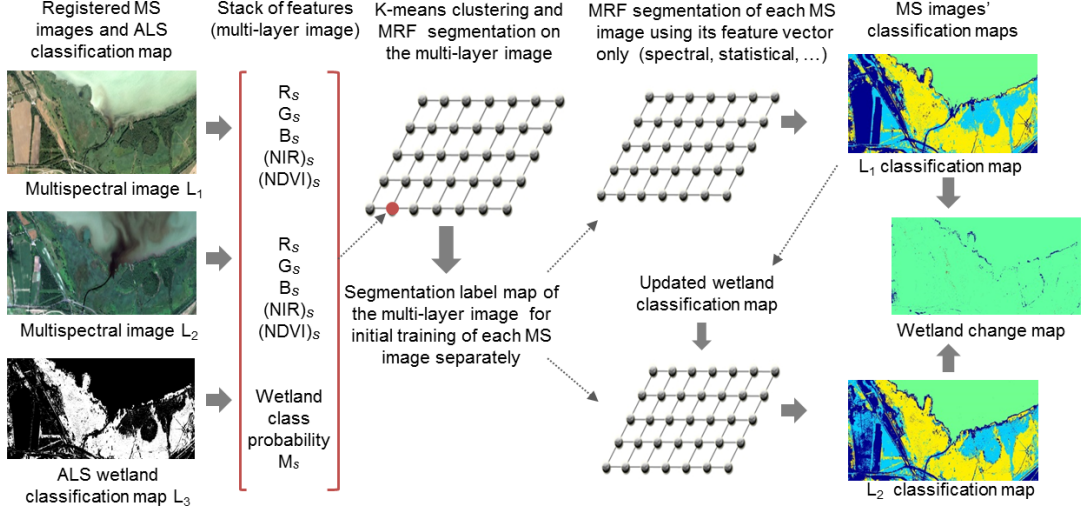 Registered MS
images and ALS
classification map
Multispectral image L₁
Multispectral image L₂
ALS wetland
classification map L₃
Stack of features
(multi-layer image)
Rₛ
Gₛ
Bₛ
(NIR)ₛ
(NDVI)ₛ
Rₛ
Gₛ
Bₛ
(NIR)ₛ
(NDVI)ₛ
Wetland
class
probability
Mₛ
K-means clustering and
MRF segmentation on
the multi-layer image
Segmentation label map of
the multi-layer image for
initial training of each MS
image separately
MRF segmentation of each MS
image using its feature vector
only (spectral, statistical, …)
Updated wetland
classification map
MS images'
classification maps
L₁ classification map
Wetland change map
L₂ classification map